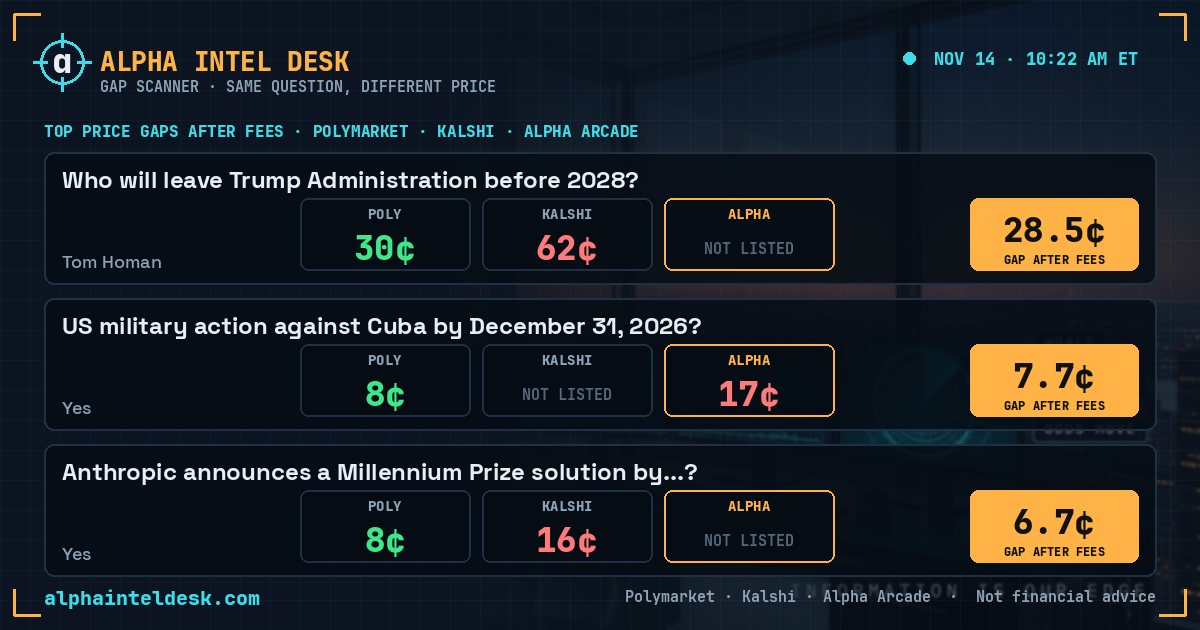 α ALPHA INTEL DESK
GAP SCANNER · SAME QUESTION, DIFFERENT PRICE
NOV 14 · 10:22 AM ET
TOP PRICE GAPS AFTER FEES · POLYMARKET · KALSHI · ALPHA ARCADE
Who will leave Trump Administration before 2028?
Tom Homan
POLY
30¢
KALSHI
62¢
ALPHA
NOT LISTED
28.5¢
GAP AFTER FEES
US military action against Cuba by December 31, 2026?
Yes
POLY
8¢
KALSHI
NOT LISTED
ALPHA
17¢
7.7¢
GAP AFTER FEES
Anthropic announces a Millennium Prize solution by...?
Yes
POLY
8¢
KALSHI
16¢
ALPHA
NOT LISTED
6.7¢
GAP AFTER FEES
INFORMATION IS OUR EDGE
alphainteldesk.com
Polymarket · Kalshi · Alpha Arcade · Not financial advice